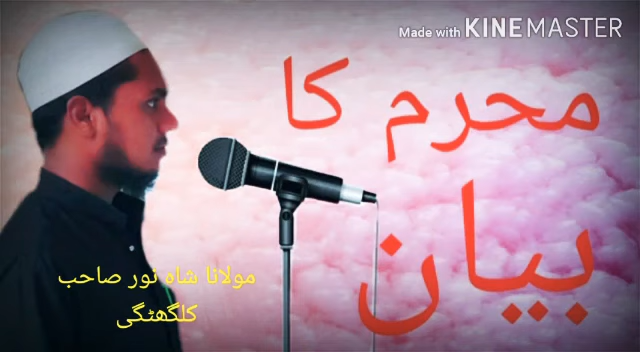 Made with KINEMASTER
محرم کا
بیان
مولانا شاہ نور صاحب
کلگھٹگی